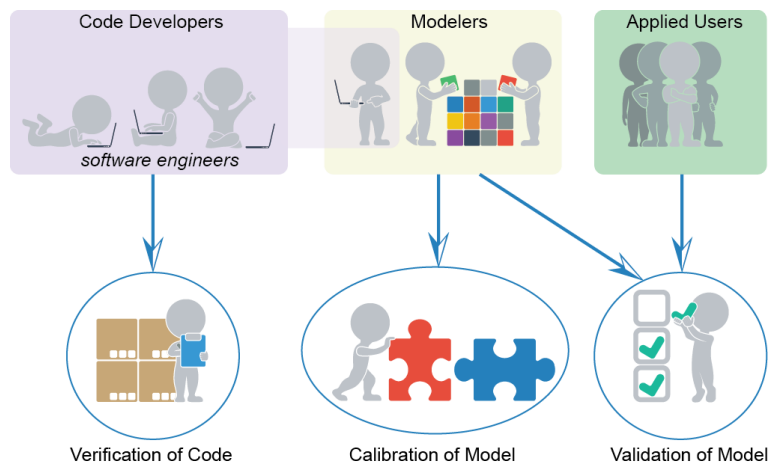 Code Developers
Modelers
Applied Users
software engineers
Verification of Code
Calibration of Model
Validation of Model